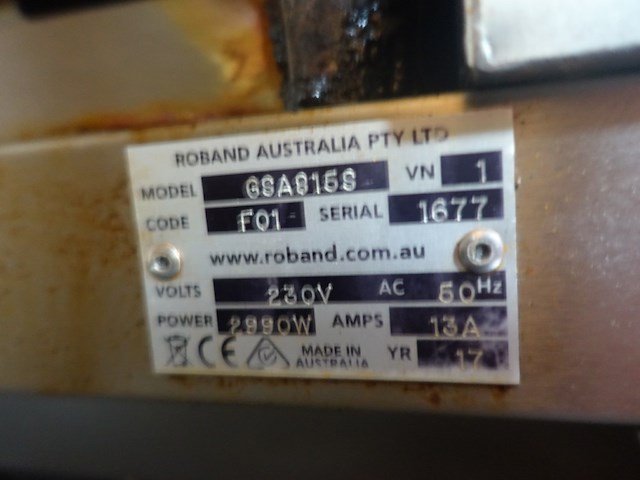 ROBAND AUSTRALIA PTY LTD
MODEL GSA815S VN 1
CODE F01 SERIAL 1677
www.roband.com.au
VOLTS 230V AC 50Hz
POWER 2990W AMPS 13A
CE MADE IN AUSTRALIA YR 17